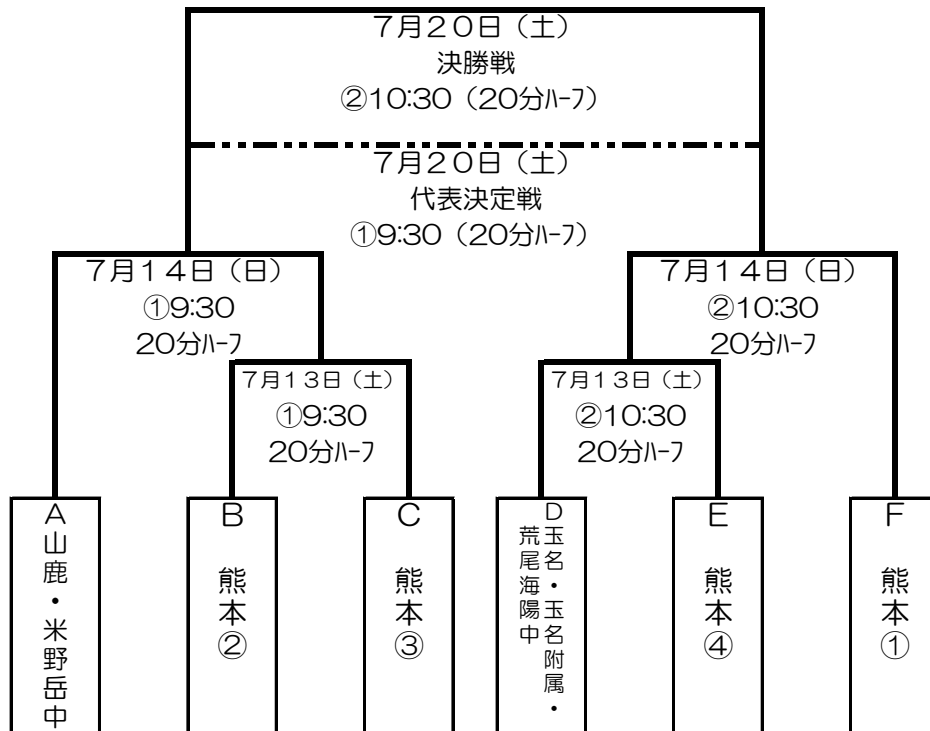 7月20日（土）
決勝戦
②10:30（20分ﾊｰﾌ）
7月20日（土）
代表決定戦
①9:30（20分ﾊｰﾌ）
7月14日（日）
①9:30
20分ﾊｰﾌ
7月14日（日）
②10:30
20分ﾊｰﾌ
7月13日（土）
①9:30
20分ﾊｰﾌ
7月13日（土）
②10:30
20分ﾊｰﾌ
A
山鹿・米野岳中
B
熊本②
C
熊本③
D
玉名・玉名附属・
荒尾海陽中
E
熊本④
F
熊本①